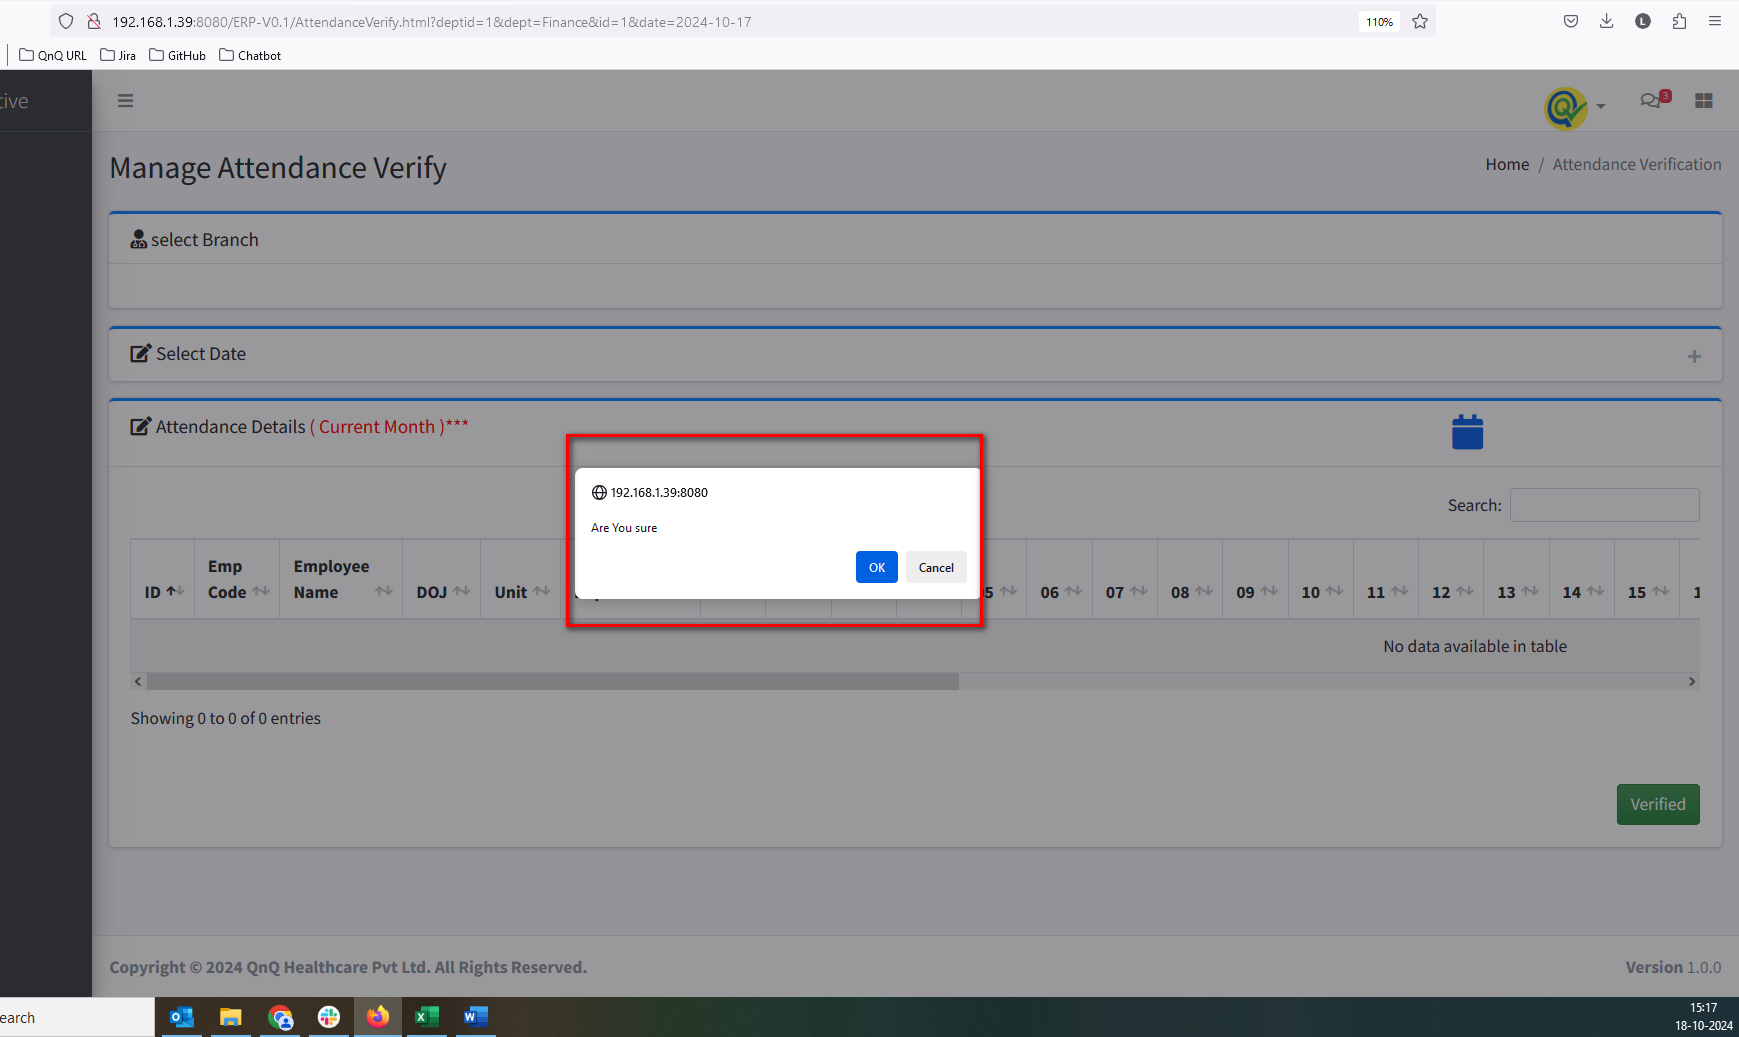 192.168.1.39:8080/ERP-V0.1/AttendanceVerify.html?deptid=1&dept=Finance&id=1&date=2024-10-17
110%
L
QnQ URL
Jira
GitHub
Chatbot
tive
3
Manage Attendance Verify
Home / Attendance Verification
select Branch
Select Date
Attendance Details ( Current Month )***
192.168.1.39:8080
Are You sure
OK
Cancel
Search:
ID
Emp Code
Employee Name
DOJ
Unit
05
06
07
08
09
10
11
12
13
14
15
1
No data available in table
Showing 0 to 0 of 0 entries
Verified
Copyright © 2024 QnQ Healthcare Pvt Ltd. All Rights Reserved.
Version 1.0.0
earch
15:17
18-10-2024